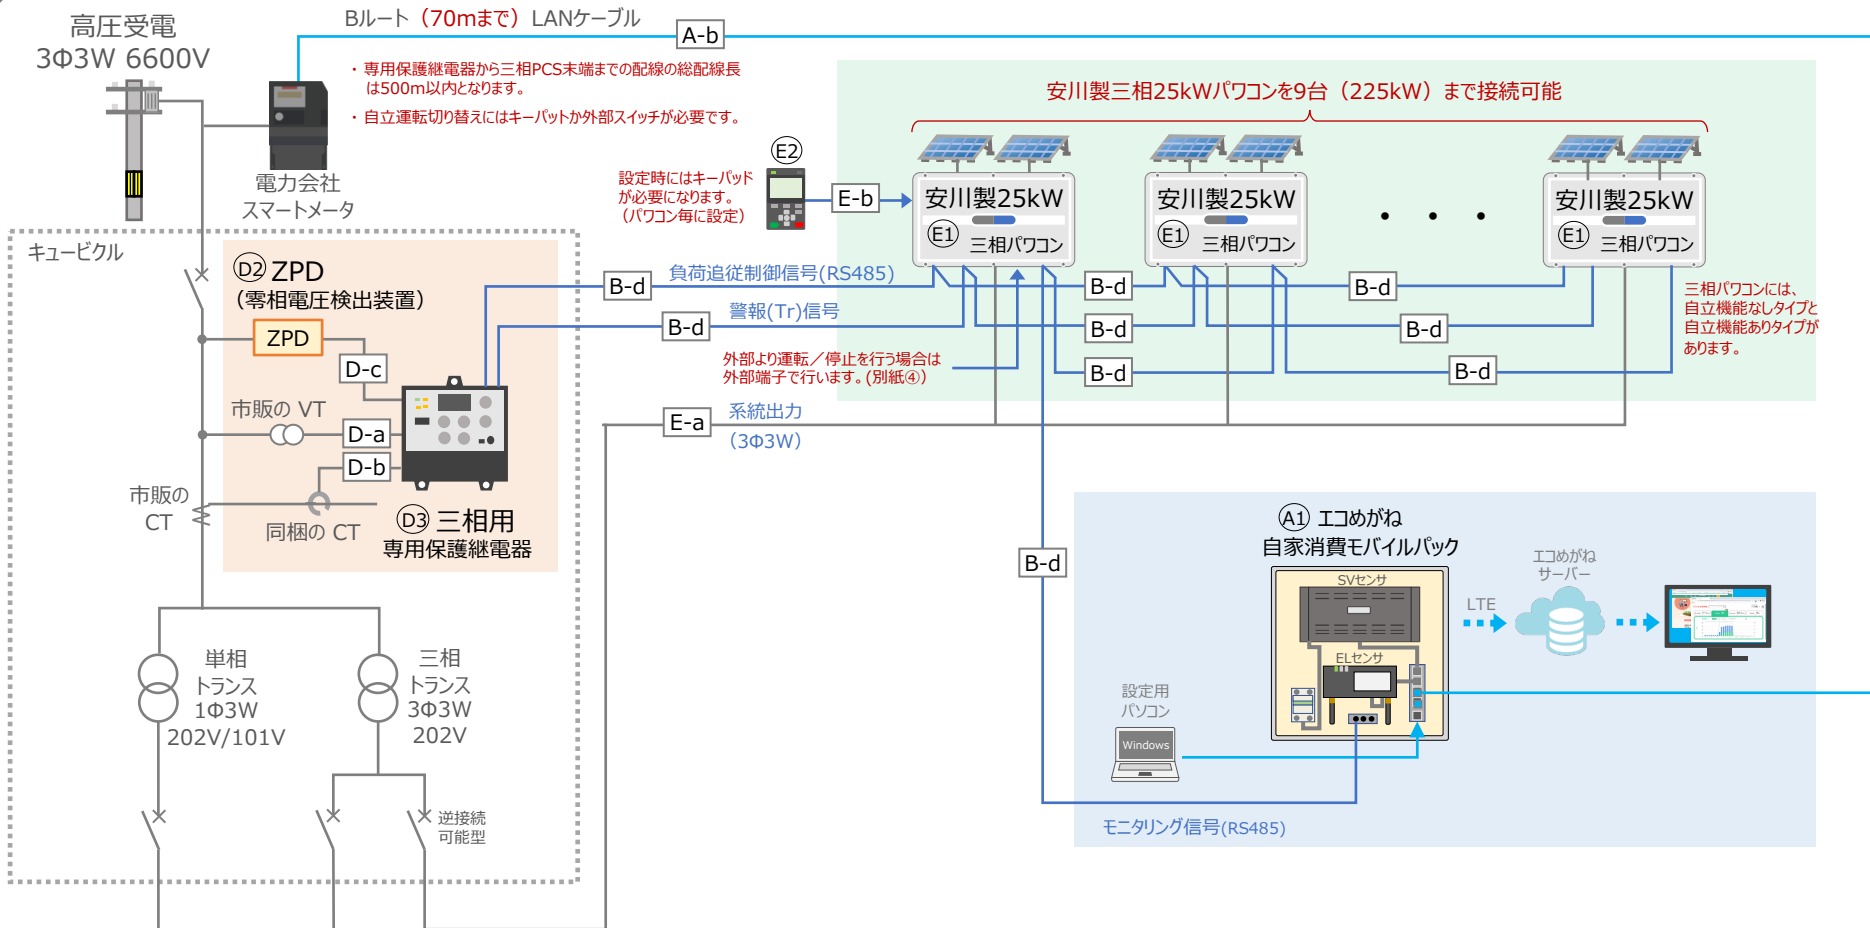 高圧受電
3Φ3W 6600V
Bルート（70mまで）LANケーブル
A-b
・専用保護継電器から三相PCS末端までの配線の総配線長
は500m以内となります。
・自立運転切り替えにはキーパットか外部スイッチが必要です。
電力会社
スマートメータ
安川製三相25kWパワコンを9台（225kW）まで接続可能
E2
設定時にはキーパッド
が必要になります。
（パワコン毎に設定）
E-b
安川製25kW
E1 三相パワコン
安川製25kW
E1 三相パワコン
・・・
安川製25kW
E1 三相パワコン
キュービクル
D2 ZPD
（零相電圧検出装置）
ZPD
D-c
市販の VT
D-a
D-b
市販の
CT
同梱の CT
D3 三相用
専用保護継電器
B-d
負荷追従制御信号(RS485)
B-d
警報(Tr)信号
B-d
B-d
B-d
B-d
B-d
B-d
外部より運転／停止を行う場合は
外部端子で行います。(別紙④)
三相パワコンには、
自立機能なしタイプと
自立機能ありタイプが
あります。
E-a
系統出力
（3Φ3W）
B-d
A1 エコめがね
自家消費モバイルパック
SVセンサ
ELセンサ
LTE
エコめがね
サーバー
設定用
パソコン
Windows
モニタリング信号(RS485)
単相
トランス
1Φ3W
202V/101V
三相
トランス
3Φ3W
202V
逆接続
可能型